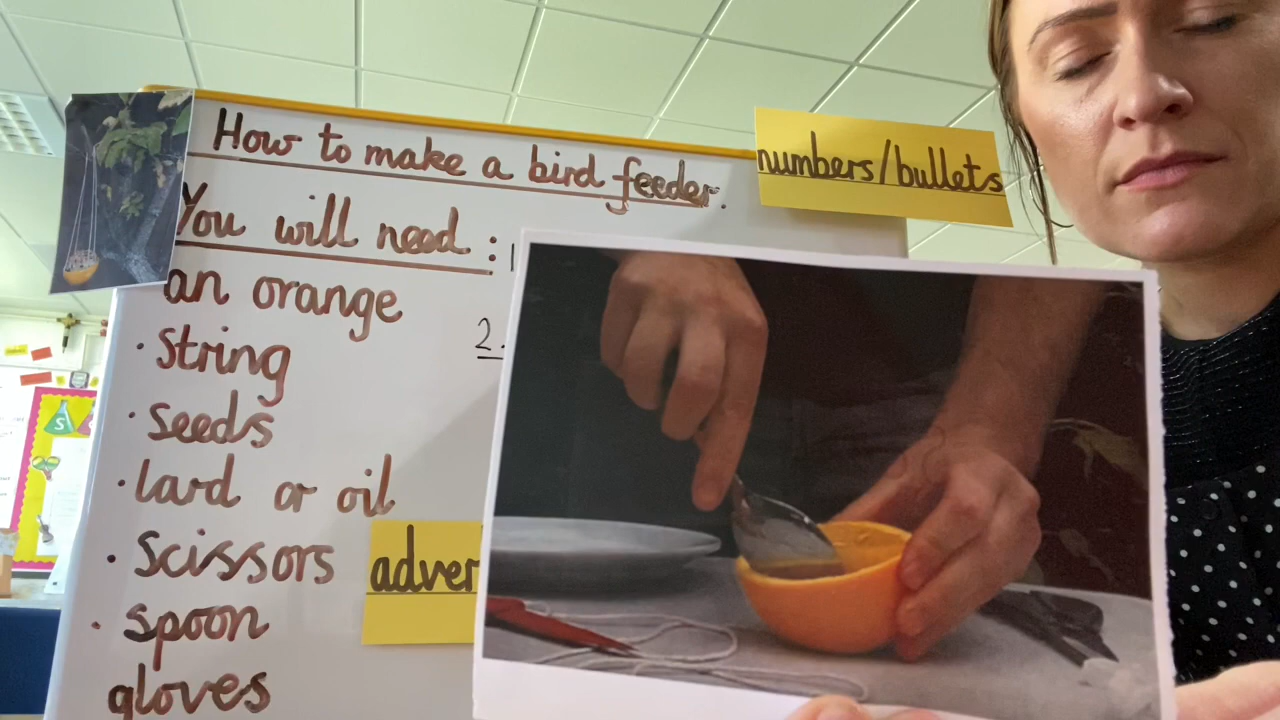 How to make a bird feeder.
numbers/bullets
You will need:
an orange
· String
· Seeds
· lard or oil
· Scissors
· spoon
gloves
2.
S